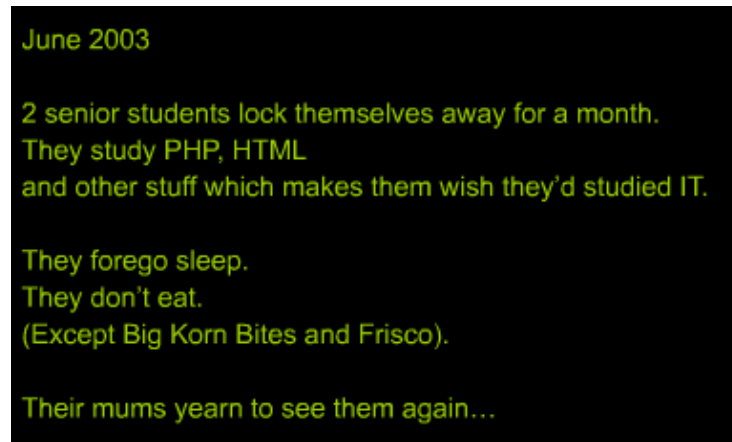 June 2003
2 senior students lock themselves away for a month.
They study PHP, HTML
and other stuff which makes them wish they’d studied IT.
They forego sleep.
They don’t eat.
(Except Big Korn Bites and Frisco).
Their mums yearn to see them again…